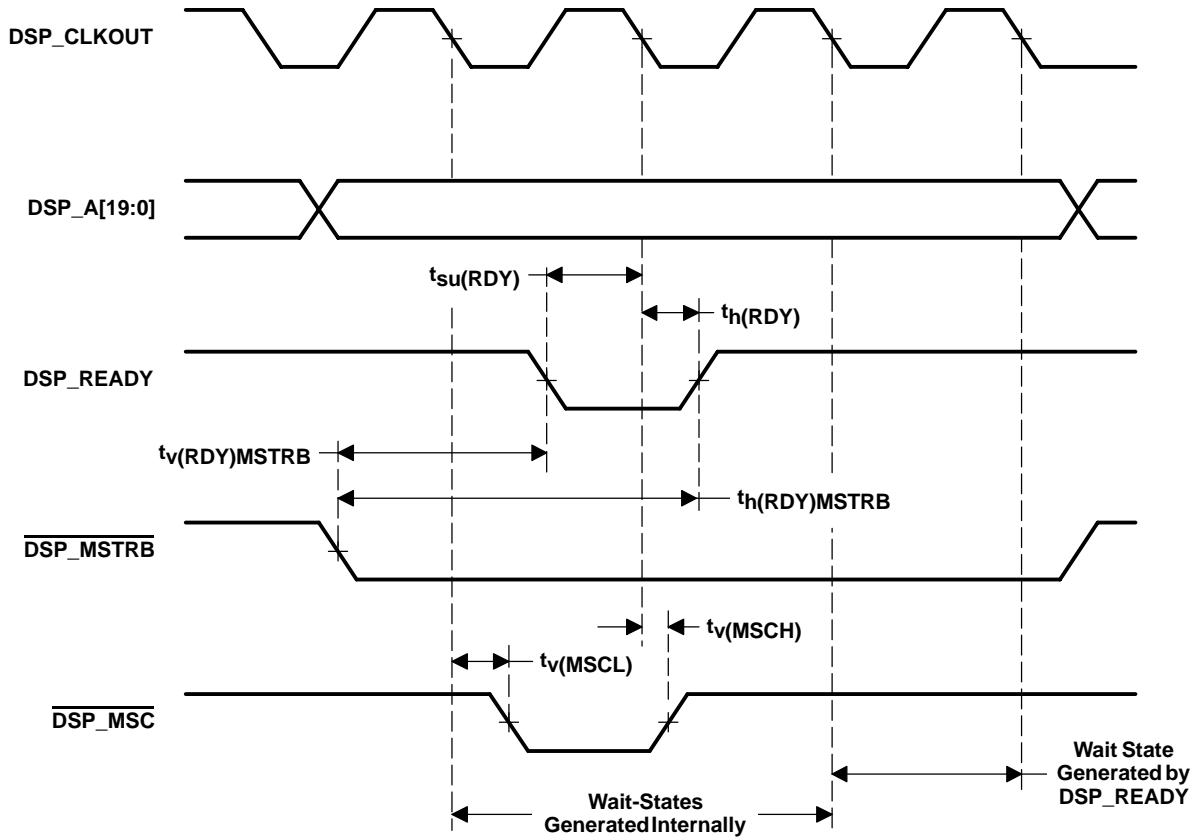 DSP_CLKOUT
DSP_A[19:0]
tsu(RDY)
th(RDY)
DSP_READY
tv(RDY)MSTRB
th(RDY)MSTRB
DSP_MSTRB
tv(MSCH)
tv(MSCL)
DSP_MSC
Wait State
Generated by
DSP_READY
Wait-States
Generated Internally